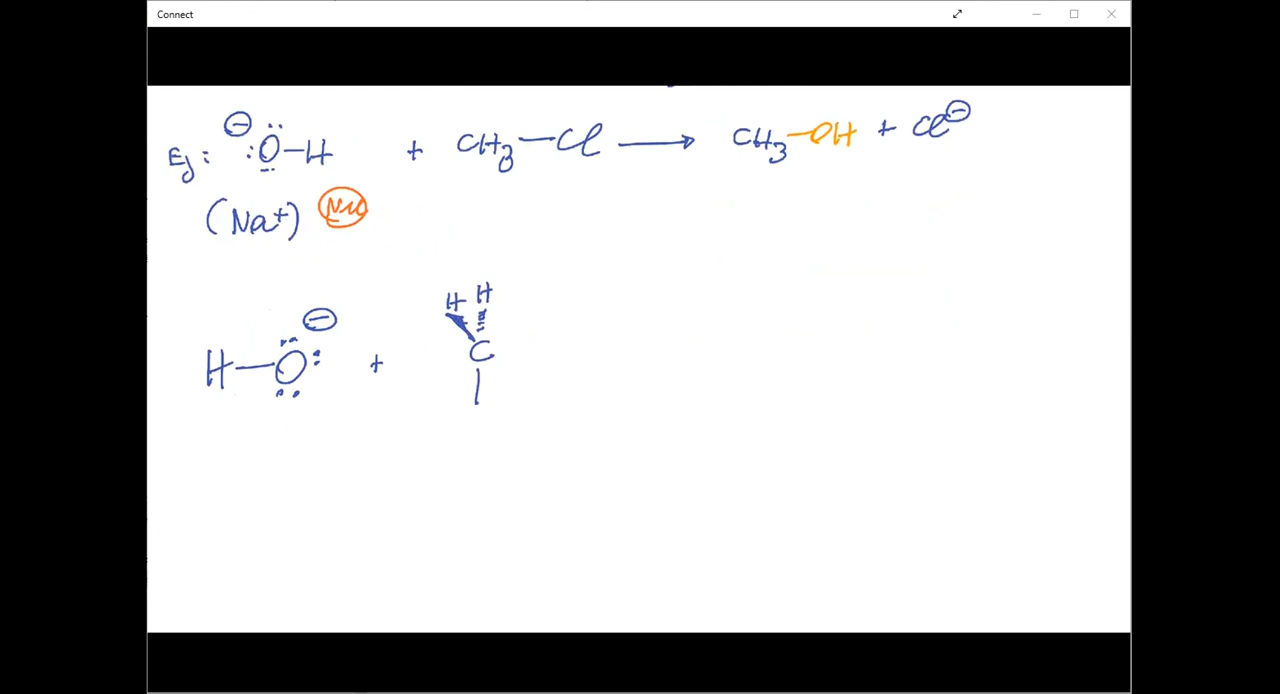 Connect
Eg: ⊖ :Ö–H + CH₃–Cl ⟶ CH₃–OH + Cl⊖
(Na⁺) Nu
H H
H–O ⊖ + C